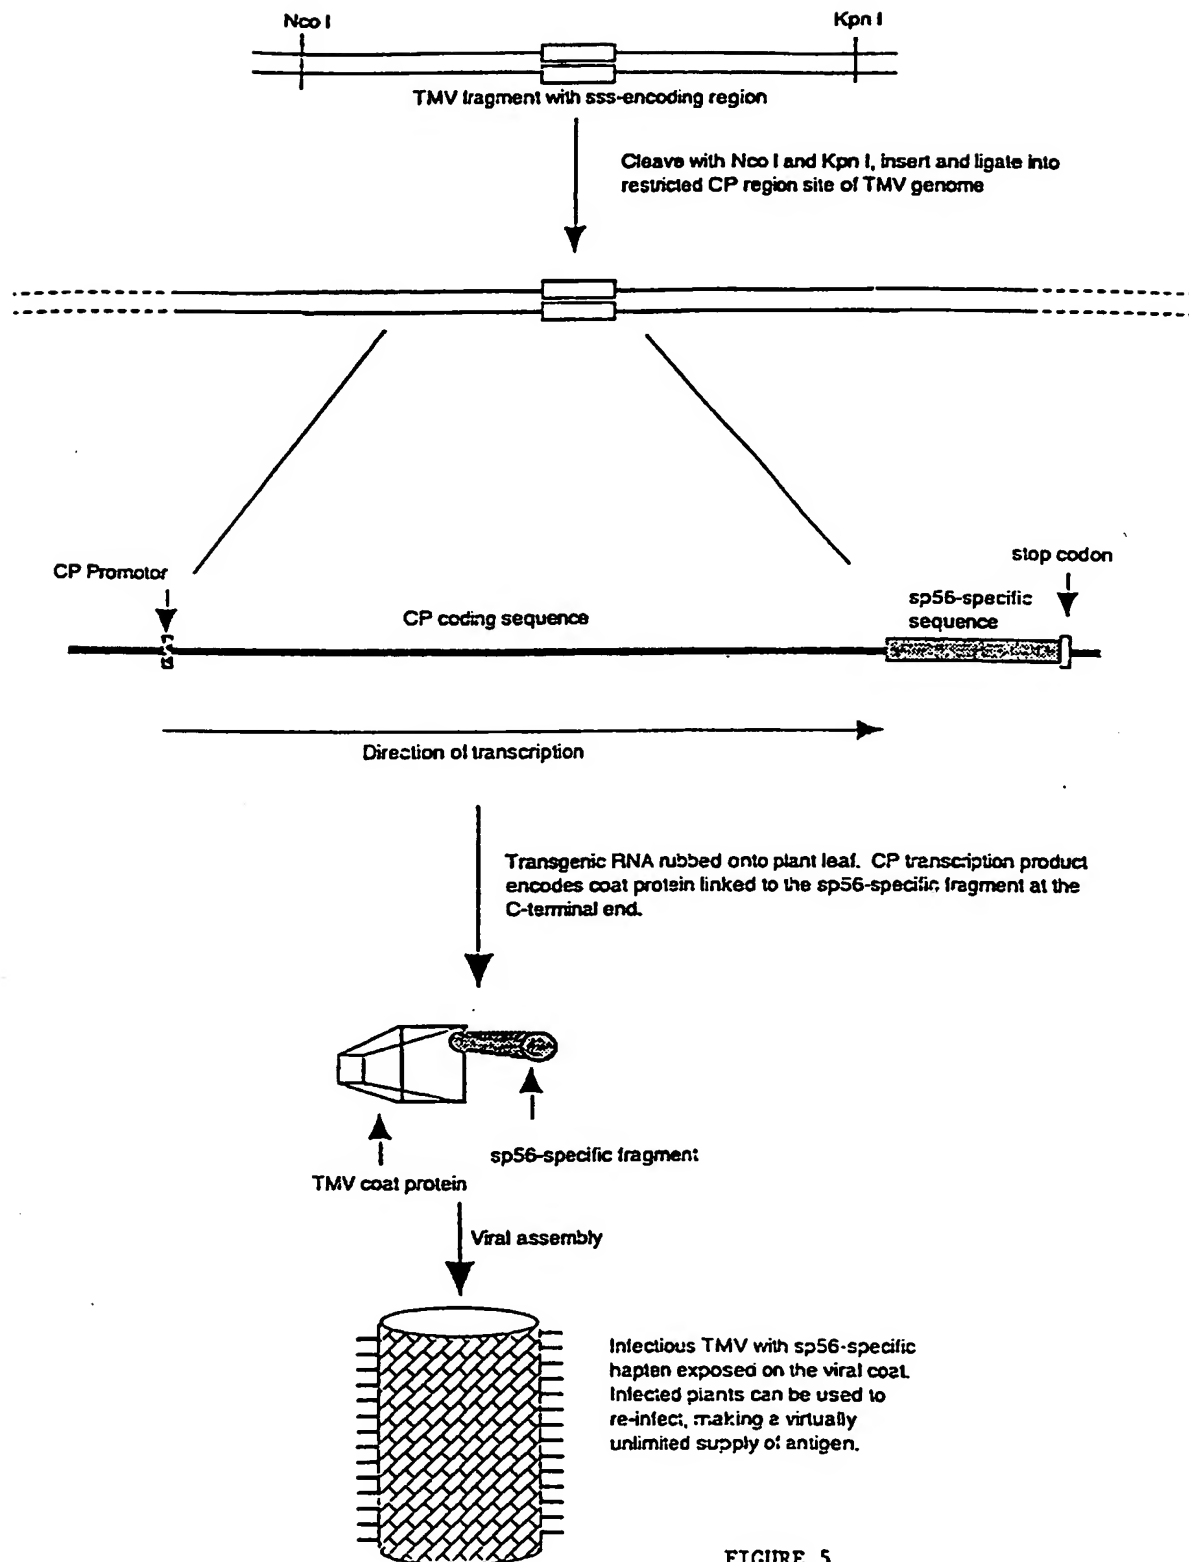 Nco I
Kpn I
TMV fragment with sss-encoding region
Cleave with Nco I and Kpn I, insert and ligate into
restricted CP region site of TMV genome
CP Promotor
stop codon
sp56-specific
sequence
CP coding sequence
Direction of transcription
Transgenic RNA rubbed onto plant leaf. CP transcription product
encodes coat protein linked to the sp56-specific fragment at the
C-terminal end.
sp56-specific fragment
TMV coat protein
Viral assembly
Infectious TMV with sp56-specific
hapten exposed on the viral coat.
Infected plants can be used to
re-infect, making a virtually
unlimited supply of antigen.
FIGURE 5